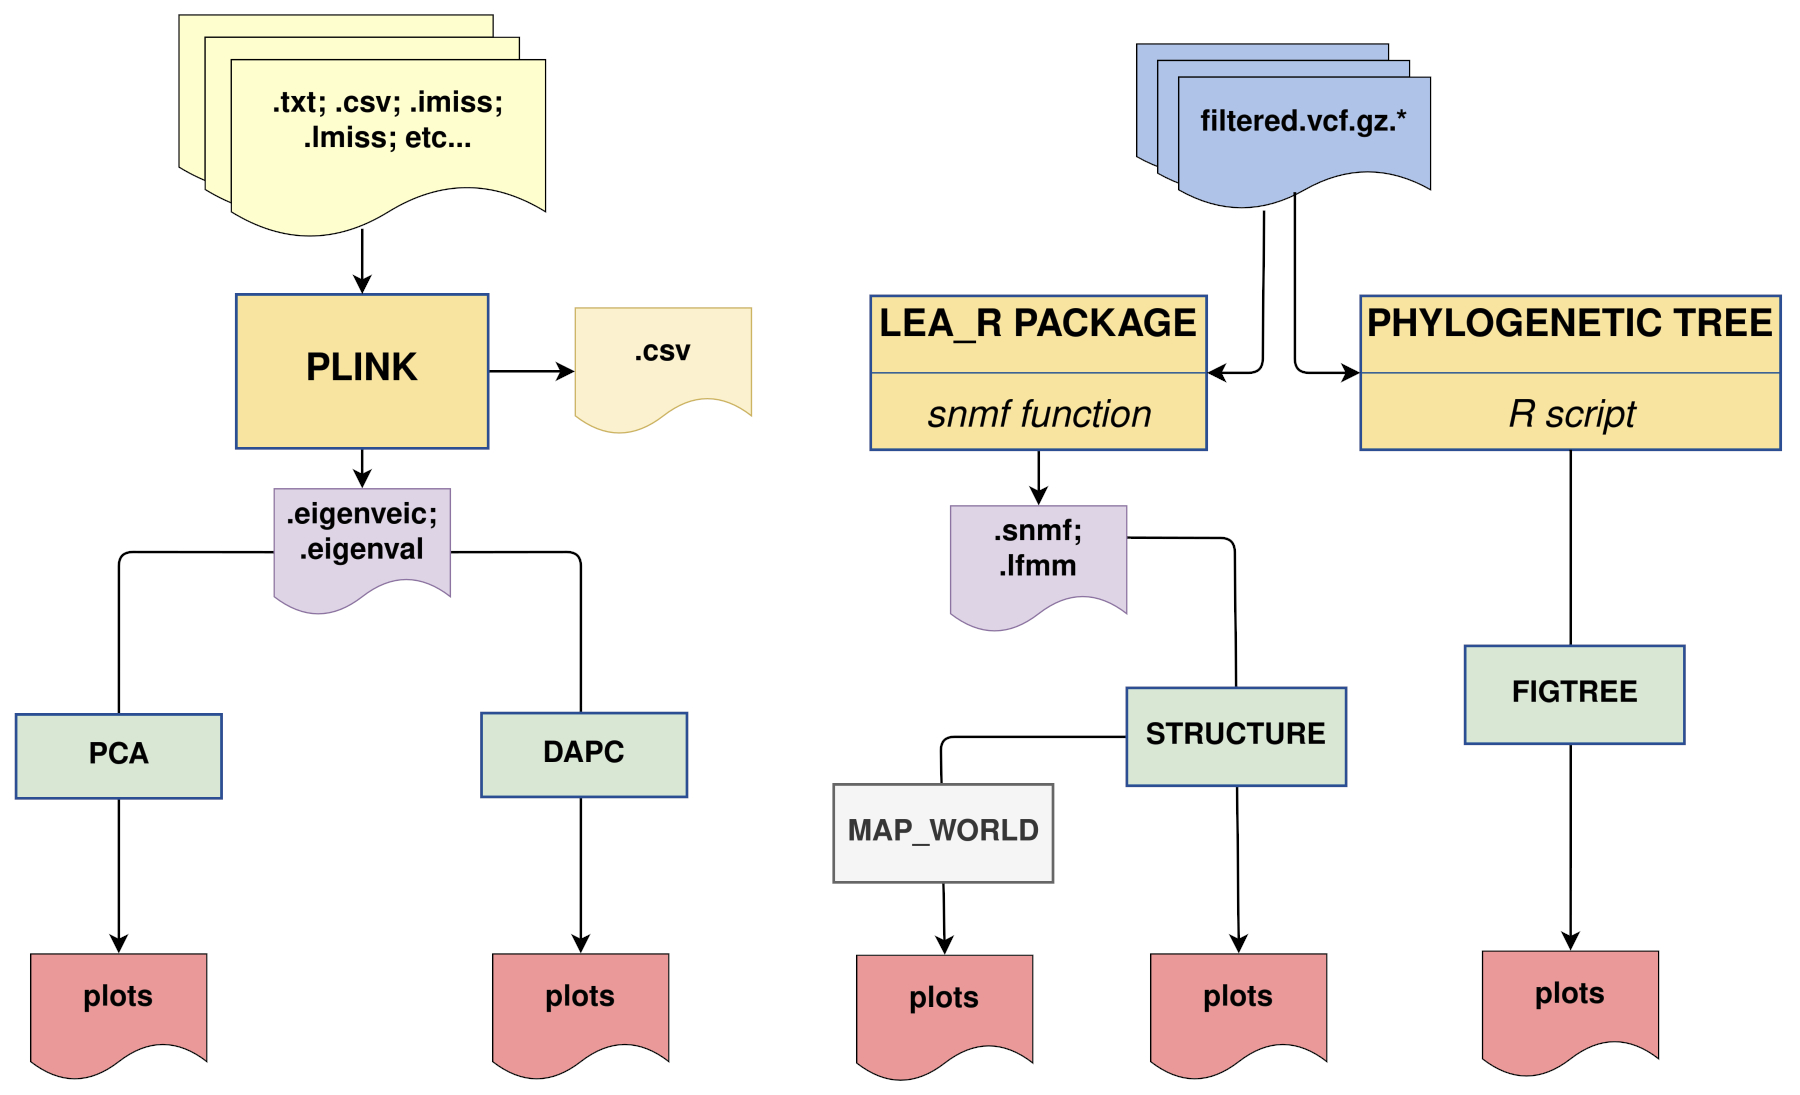 .txt; .csv; .imiss;
.lmiss; etc...
filtered.vcf.gz.*
PLINK
.csv
LEA_R PACKAGE
snmf function
PHYLOGENETIC TREE
R script
.eigenveic;
.eigenval
.snmf;
.lfmm
PCA
DAPC
STRUCTURE
FIGTREE
MAP_WORLD
plots
plots
plots
plots
plots